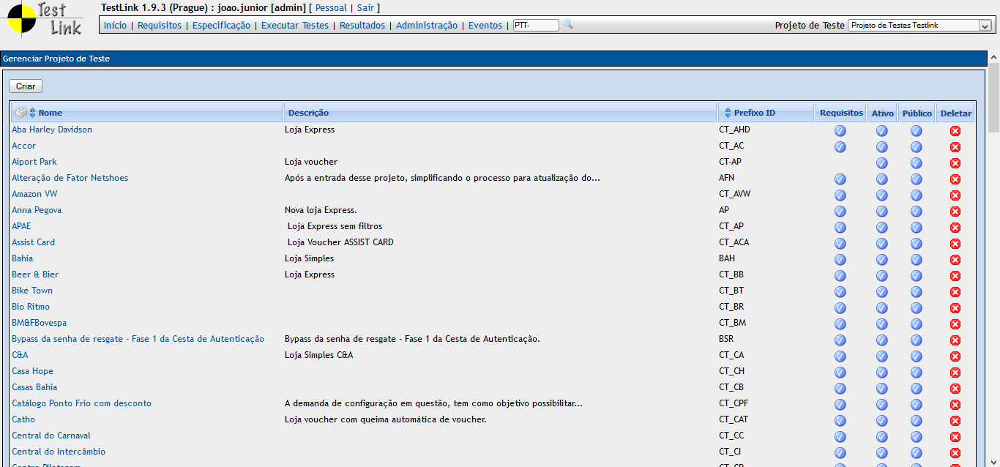 Test Link
TestLink 1.9.3 (Prague) : joao.junior [admin] [ Pessoal | Sair ]
Início | Requisitos | Especificação | Executar Testes | Resultados | Administração | Eventos | PTT- Projeto de Teste Projeto de Testes Testlink
Gerenciar Projeto de Teste
Criar
Nome Descrição Prefixo ID Requisitos Ativo Público Deletar
Aba Harley Davidson Loja Express CT_AHD
Accor CT_AC
Aiport Park Loja voucher CT-AP
Alteração de Fator Netshoes Após a entrada desse projeto, simplificando o processo para atualização do... AFN
Amazon VW CT_AVW
Anna Pegova Nova loja Express. AP
APAE Loja Express sem filtros CT_AP
Assist Card Loja Voucher ASSIST CARD CT_ACA
Bahia Loja Simples BAH
Beer & Bier Loja Express CT_BB
Bike Town CT_BT
Bio Ritmo CT_BR
BM&FBovespa CT_BM
Bypass da senha de resgate - Fase 1 da Cesta de Autenticação Bypass da senha de resgate - Fase 1 da Cesta de Autenticação. BSR
C&A Loja Simples C&A CT_CA
Casa Hope CT_CH
Casas Bahia CT_CB
Catálogo Ponto Frio com desconto A demanda de configuração em questão, tem como objetivo possibilitar... CT_CPF
Catho Loja voucher com queima automática de voucher. CT_CAT
Central do Carnaval CT_CC
Central do Intercâmbio CT_CI